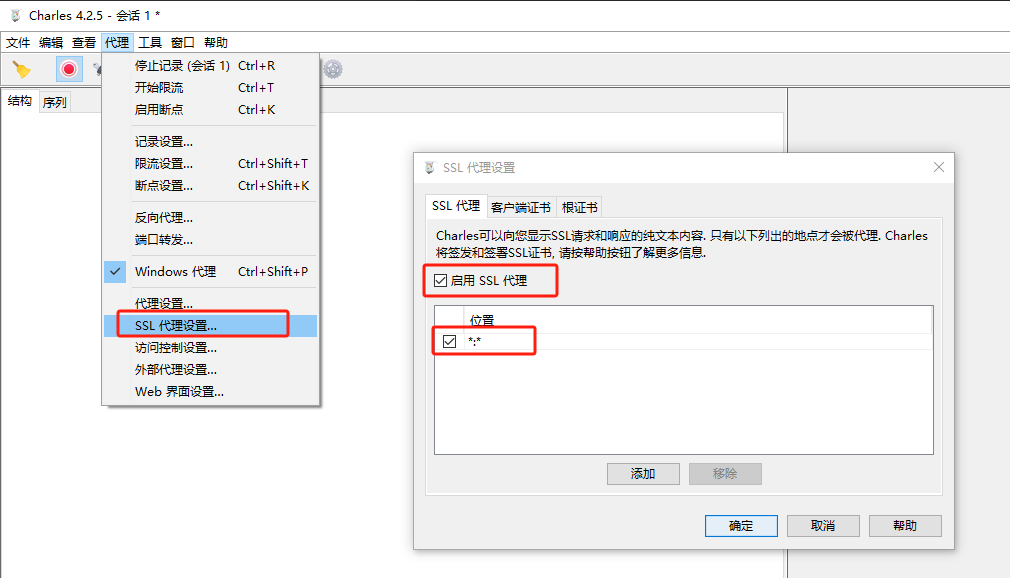 Charles 4.2.5 - 会话 1 *
文件 编辑 查看 代理 工具 窗口 帮助
停止记录 (会话 1) Ctrl+R
开始限流 Ctrl+T
启用断点 Ctrl+K
结构 序列
记录设置...
限流设置... Ctrl+Shift+T
断点设置... Ctrl+Shift+K
反向代理...
端口转发...
Windows 代理 Ctrl+Shift+P
代理设置...
SSL 代理设置...
访问控制设置...
外部代理设置...
Web 界面设置...
SSL 代理设置
SSL 代理 客户端证书 根证书
Charles可以向您显示SSL请求和响应的纯文本内容. 只有以下列出的地点才会被代理. Charles
将签发和签署SSL证书, 请按帮助按钮了解更多信息.
启用 SSL 代理
位置
*:*
添加 移除
确定 取消 帮助